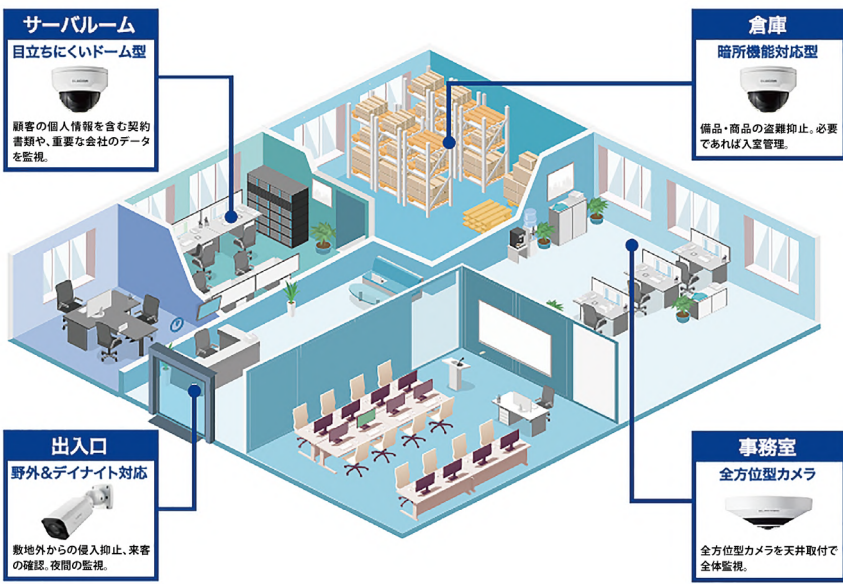 サーバルーム
目立ちにくいドーム型
顧客の個人情報を含む契約
書類や、重要な会社のデータ
を監視。
倉庫
暗所機能対応型
備品・商品の盗難抑止。必要
であれば入室管理。
出入口
野外&デイナイト対応
敷地外からの侵入抑止、来客
の確認。夜間の監視。
事務室
全方位型カメラ
全方位型カメラを天井取付で
全体監視。